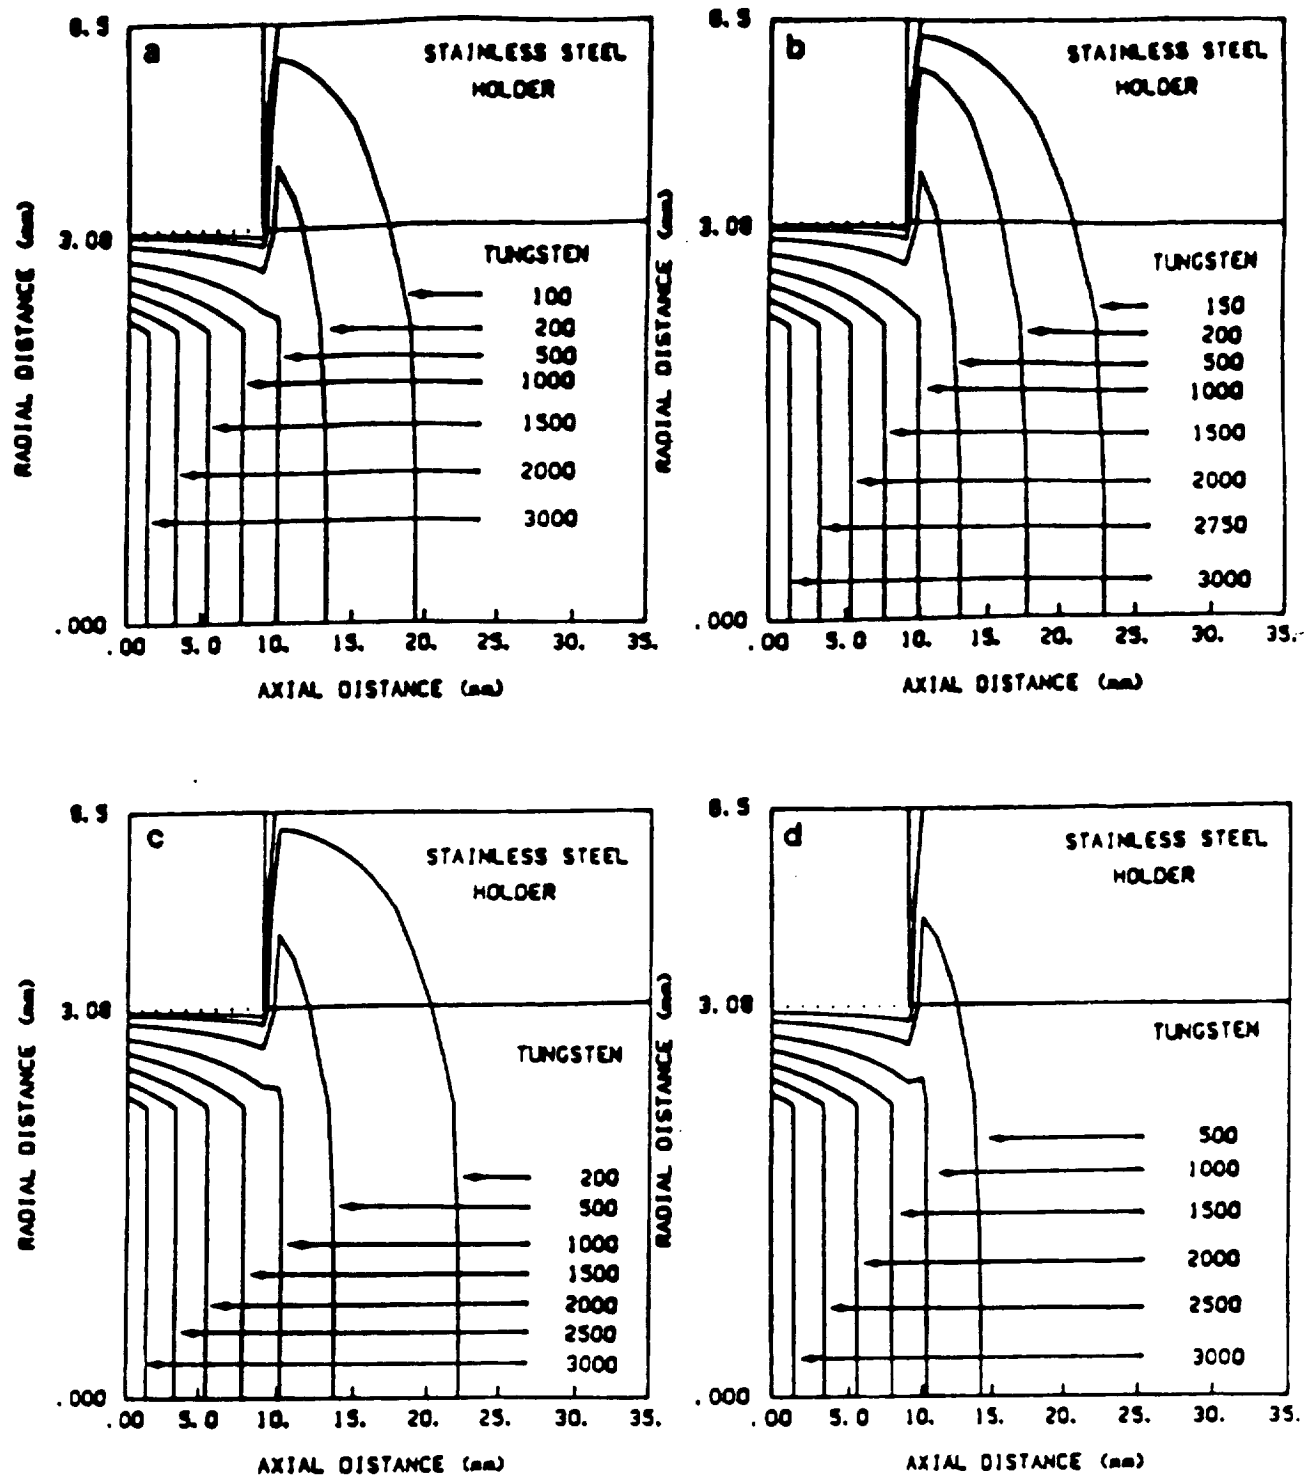 6.5
a
STAINLESS STEEL
HOLDER
3.08
TUNGSTEN
100
200
500
1000
1500
2000
3000
RADIAL DISTANCE (mm)
.000
.00 5.0 10. 15. 20. 25. 30. 35.
AXIAL DISTANCE (mm)
6.5
b
STAINLESS STEEL
HOLDER
3.08
TUNGSTEN
150
200
500
1000
1500
2000
2750
3000
RADIAL DISTANCE (mm)
.000
.00 5.0 10. 15. 20. 25. 30. 35.
AXIAL DISTANCE (mm)
6.5
c
STAINLESS STEEL
HOLDER
3.08
TUNGSTEN
200
500
1000
1500
2000
2500
3000
RADIAL DISTANCE (mm)
.000
.00 5.0 10. 15. 20. 25. 30. 35.
AXIAL DISTANCE (mm)
6.5
d
STAINLESS STEEL
HOLDER
3.08
TUNGSTEN
500
1000
1500
2000
2500
3000
RADIAL DISTANCE (mm)
.000
.00 5.0 10. 15. 20. 25. 30. 35.
AXIAL DISTANCE (mm)